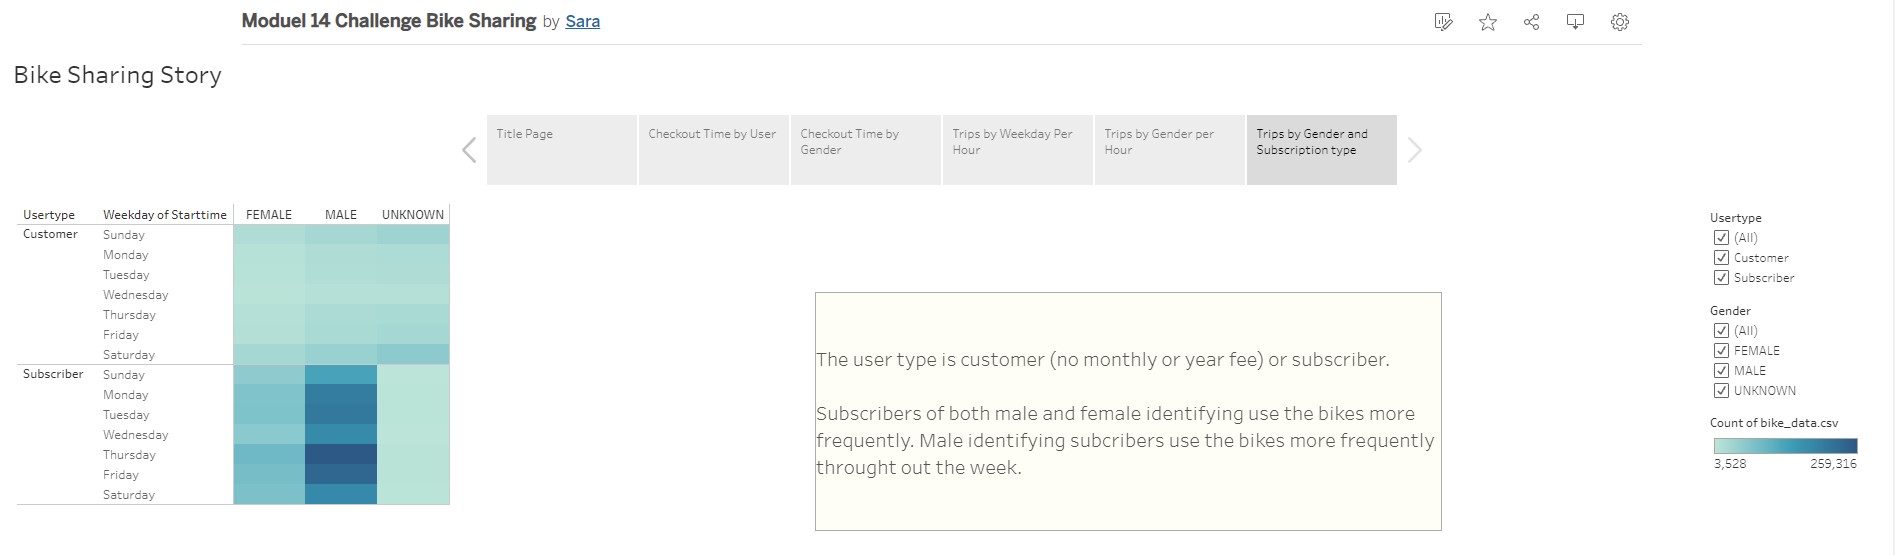 Moduel 14 Challenge Bike Sharing by Sara
Bike Sharing Story
Title Page
Checkout Time by User
Checkout Time by
Gender
Trips by Weekday Per
Hour
Trips by Gender per
Hour
Trips by Gender and
Subscription type
Usertype Weekday of Starttime FEMALE MALE UNKNOWN
Customer Sunday
Monday
Tuesday
Wednesday
Thursday
Friday
Saturday
Subscriber Sunday
Monday
Tuesday
Wednesday
Thursday
Friday
Saturday
The user type is customer (no monthly or year fee) or subscriber.
Subscribers of both male and female identifying use the bikes more
frequently. Male identifying subcribers use the bikes more frequently
throught out the week.
Usertype
(All)
Customer
Subscriber
Gender
(All)
FEMALE
MALE
UNKNOWN
Count of bike_data.csv
3,528 259,316